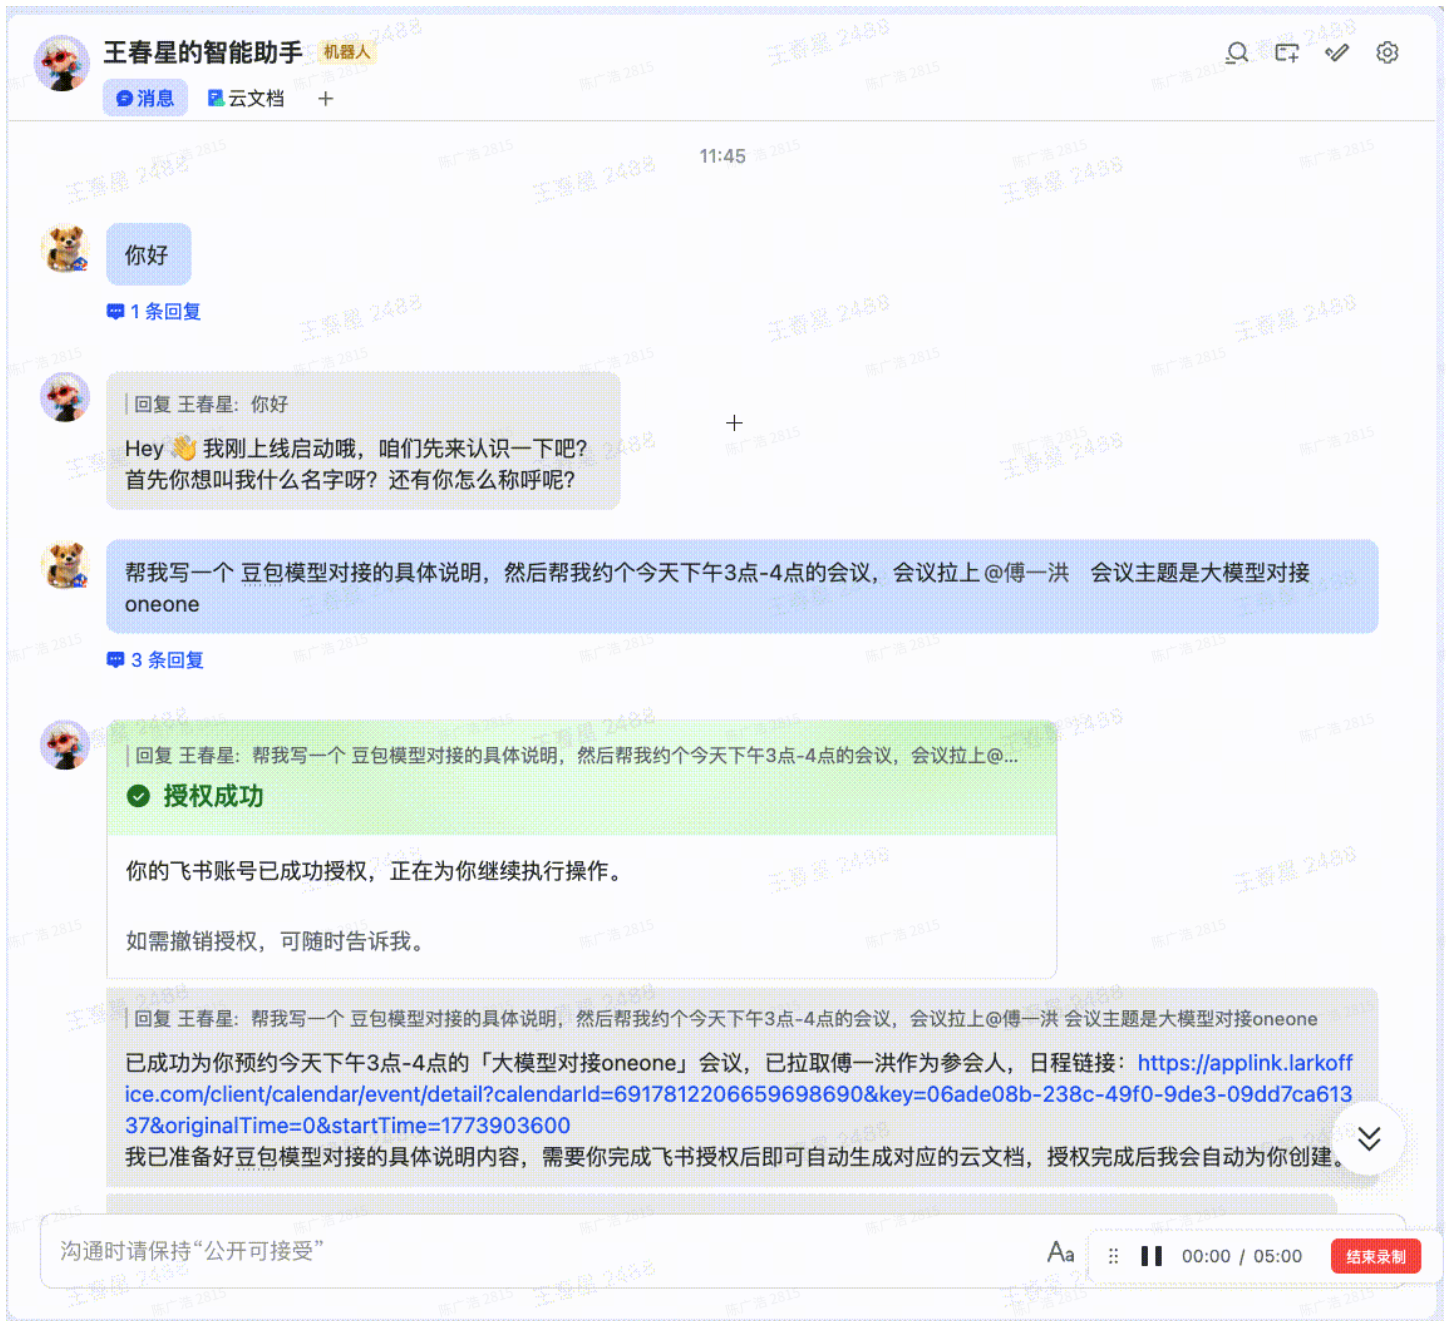 王春星的智能助手 机器人
消息 云文档 +
11:45
你好
1 条回复
回复 王春星: 你好
Hey 👋 我刚上线启动哦，咱们先来认识一下吧？
首先你想叫我什么名字呀？还有你怎么称呼呢？
帮我写一个 豆包模型对接的具体说明，然后帮我约个今天下午3点-4点的会议，会议拉上 @傅一洪 会议主题是大模型对接
oneone
3 条回复
回复 王春星: 帮我写一个 豆包模型对接的具体说明，然后帮我约个今天下午3点-4点的会议，会议拉上@...
授权成功
你的飞书账号已成功授权，正在为你继续执行操作。
如需撤销授权，可随时告诉我。
回复 王春星: 帮我写一个 豆包模型对接的具体说明，然后帮我约个今天下午3点-4点的会议，会议拉上@傅一洪 会议主题是大模型对接oneone
已成功为你预约今天下午3点-4点的「大模型对接oneone」会议，已拉取傅一洪作为参会人，日程链接：https://applink.larkoff
ice.com/client/calendar/event/detail?calendarId=6917812206659698690&key=06ade08b-238c-49f0-9de3-09dd7ca613
37&originalTime=0&startTime=1773903600
我已准备好豆包模型对接的具体说明内容，需要你完成飞书授权后即可自动生成对应的云文档，授权完成后我会自动为你创建。
沟通时请保持“公开可接受”
Aa
00:00 / 05:00
结束录制
王春星 2488
陈广浩 2815